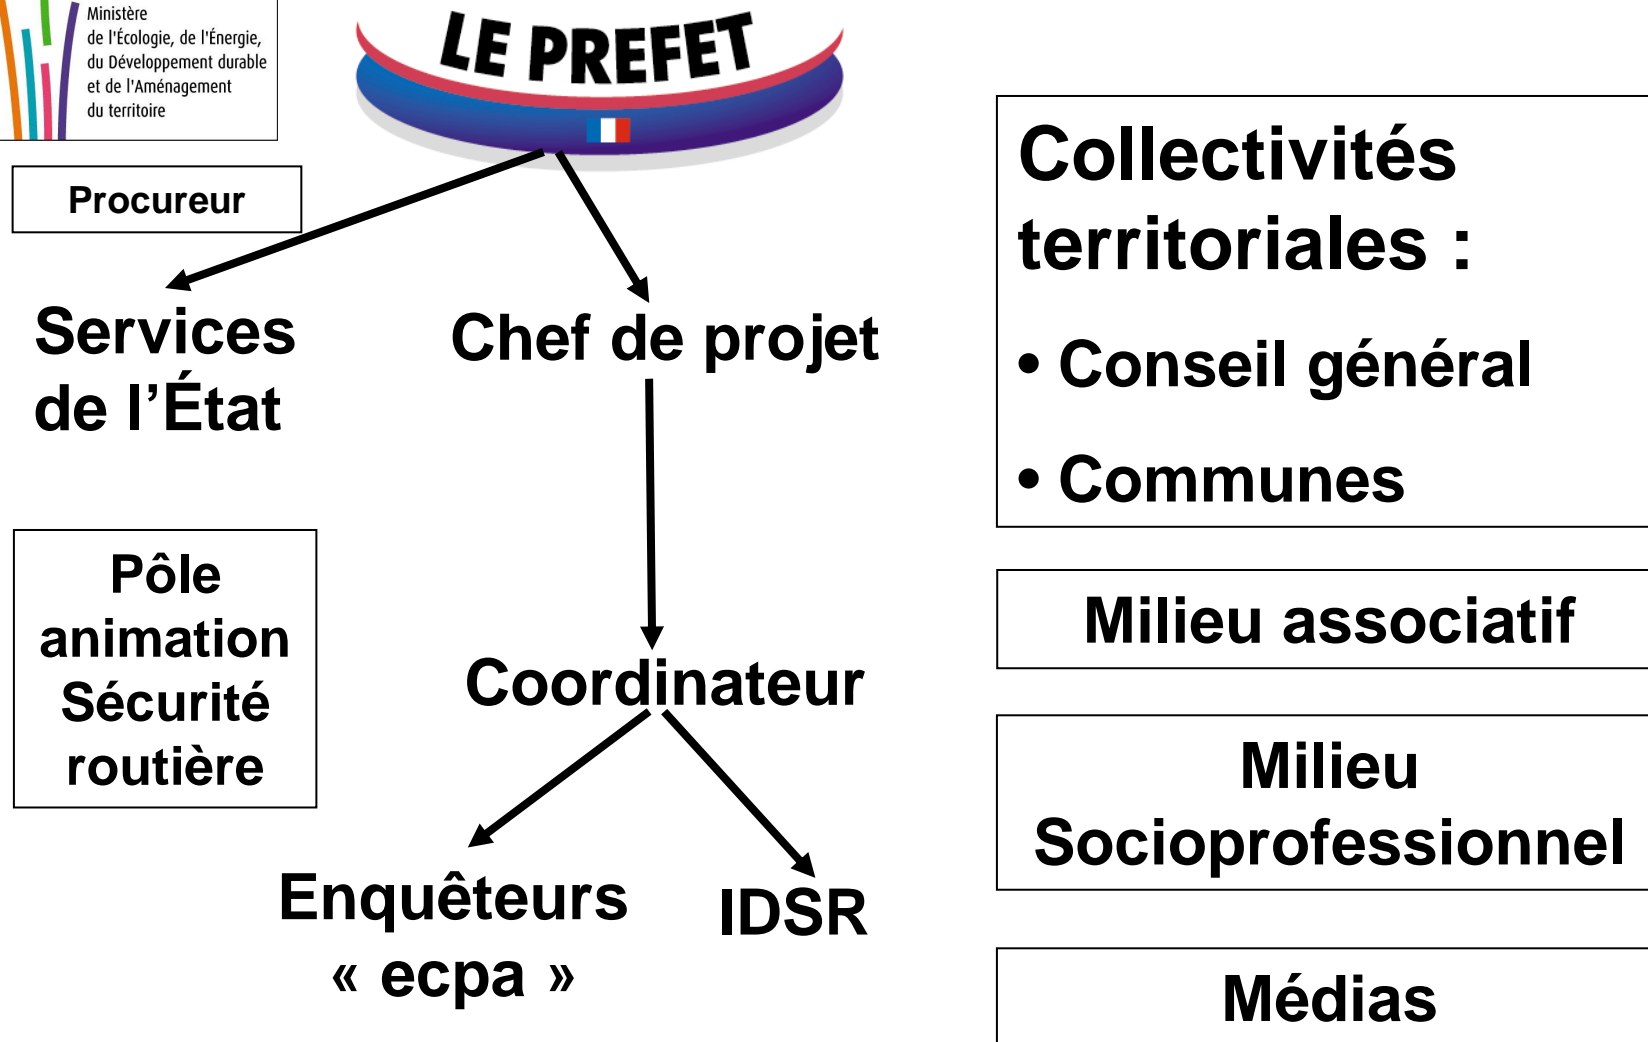 Ministère
de l'Écologie, de l'Énergie,
du Développement durable
et de l'Aménagement
du territoire
LE PREFET
Procureur
Services
de l’État
Chef de projet
Pôle
animation
Sécurité
routière
Coordinateur
Enquêteurs
« ecpa »
IDSR
Collectivités
territoriales :
• Conseil général
• Communes
Milieu associatif
Milieu
Socioprofessionnel
Médias